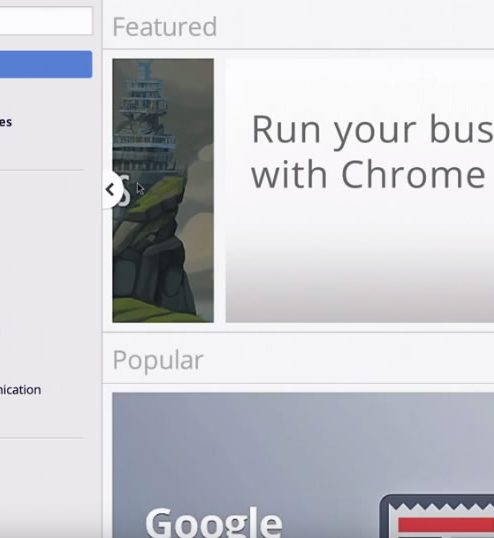 Featured
es
Run your bus
with Chrome
s
Popular
nication
Google